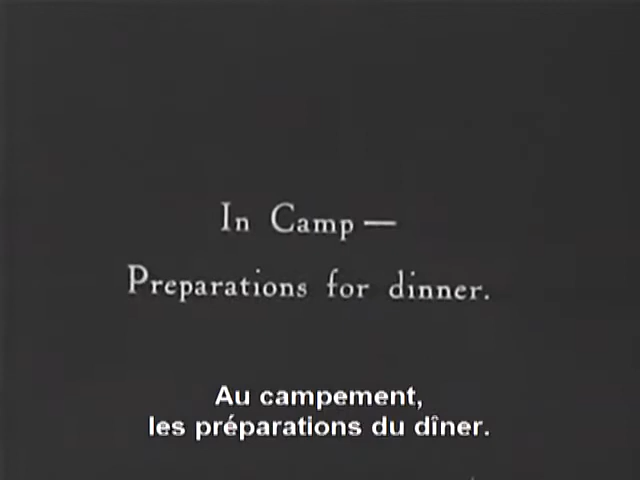 In Camp —
Preparations for dinner.
Au campement,
les préparations du dîner.